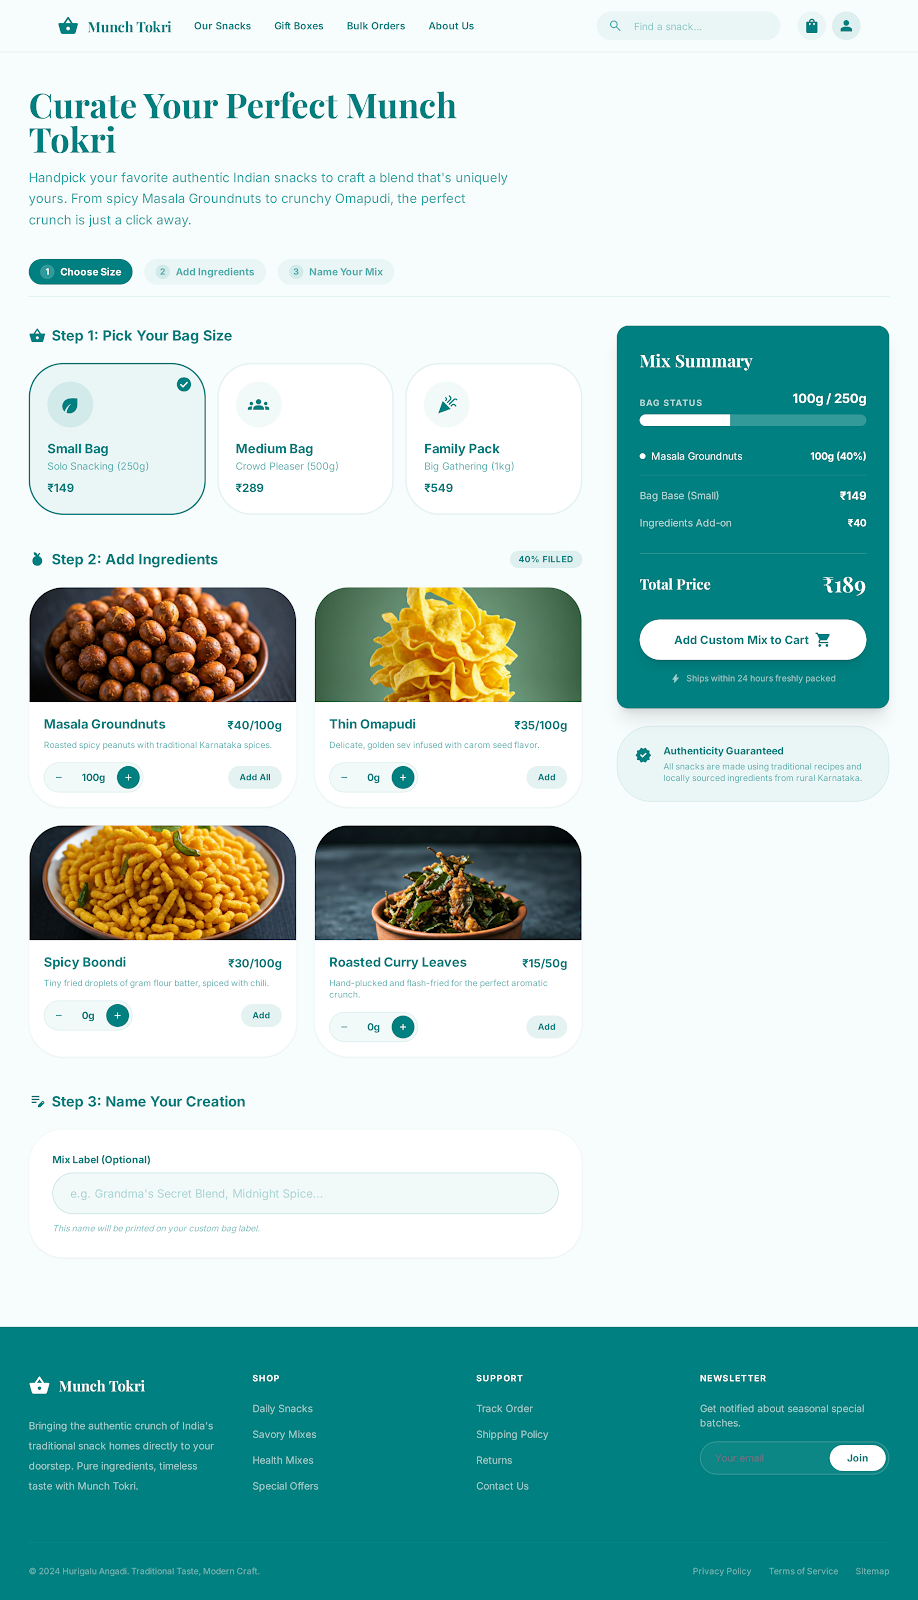 Munch Tokri
Our Snacks
Gift Boxes
Bulk Orders
About Us
Find a snack...
Curate Your Perfect Munch
Tokri
Handpick your favorite authentic Indian snacks to craft a blend that's uniquely
yours. From spicy Masala Groundnuts to crunchy Omapudi, the perfect
crunch is just a click away.
1 Choose Size
2 Add Ingredients
3 Name Your Mix
Step 1: Pick Your Bag Size
Small Bag
Solo Snacking (250g)
₹149
Medium Bag
Crowd Pleaser (500g)
₹289
Family Pack
Big Gathering (1kg)
₹549
Step 2: Add Ingredients
40% FILLED
Masala Groundnuts
₹40/100g
Roasted spicy peanuts with traditional Karnataka spices.
− 100g +
Add All
Thin Omapudi
₹35/100g
Delicate, golden sev infused with carom seed flavor.
− 0g +
Add
Spicy Boondi
₹30/100g
Tiny fried droplets of gram flour batter, spiced with chili.
− 0g +
Add
Roasted Curry Leaves
₹15/50g
Hand-plucked and flash-fried for the perfect aromatic
crunch.
− 0g +
Add
Step 3: Name Your Creation
Mix Label (Optional)
e.g. Grandma's Secret Blend, Midnight Spice...
This name will be printed on your custom bag label.
Mix Summary
BAG STATUS
100g / 250g
Masala Groundnuts
100g (40%)
Bag Base (Small)
₹149
Ingredients Add-on
₹40
Total Price
₹189
Add Custom Mix to Cart
Ships within 24 hours freshly packed
Authenticity Guaranteed
All snacks are made using traditional recipes and
locally sourced ingredients from rural Karnataka.
Munch Tokri
Bringing the authentic crunch of India's
traditional snack homes directly to your
doorstep. Pure ingredients, timeless
taste with Munch Tokri.
SHOP
Daily Snacks
Savory Mixes
Health Mixes
Special Offers
SUPPORT
Track Order
Shipping Policy
Returns
Contact Us
NEWSLETTER
Get notified about seasonal special
batches.
Your email
Join
© 2024 Hurigalu Angadi. Traditional Taste, Modern Craft.
Privacy Policy
Terms of Service
Sitemap